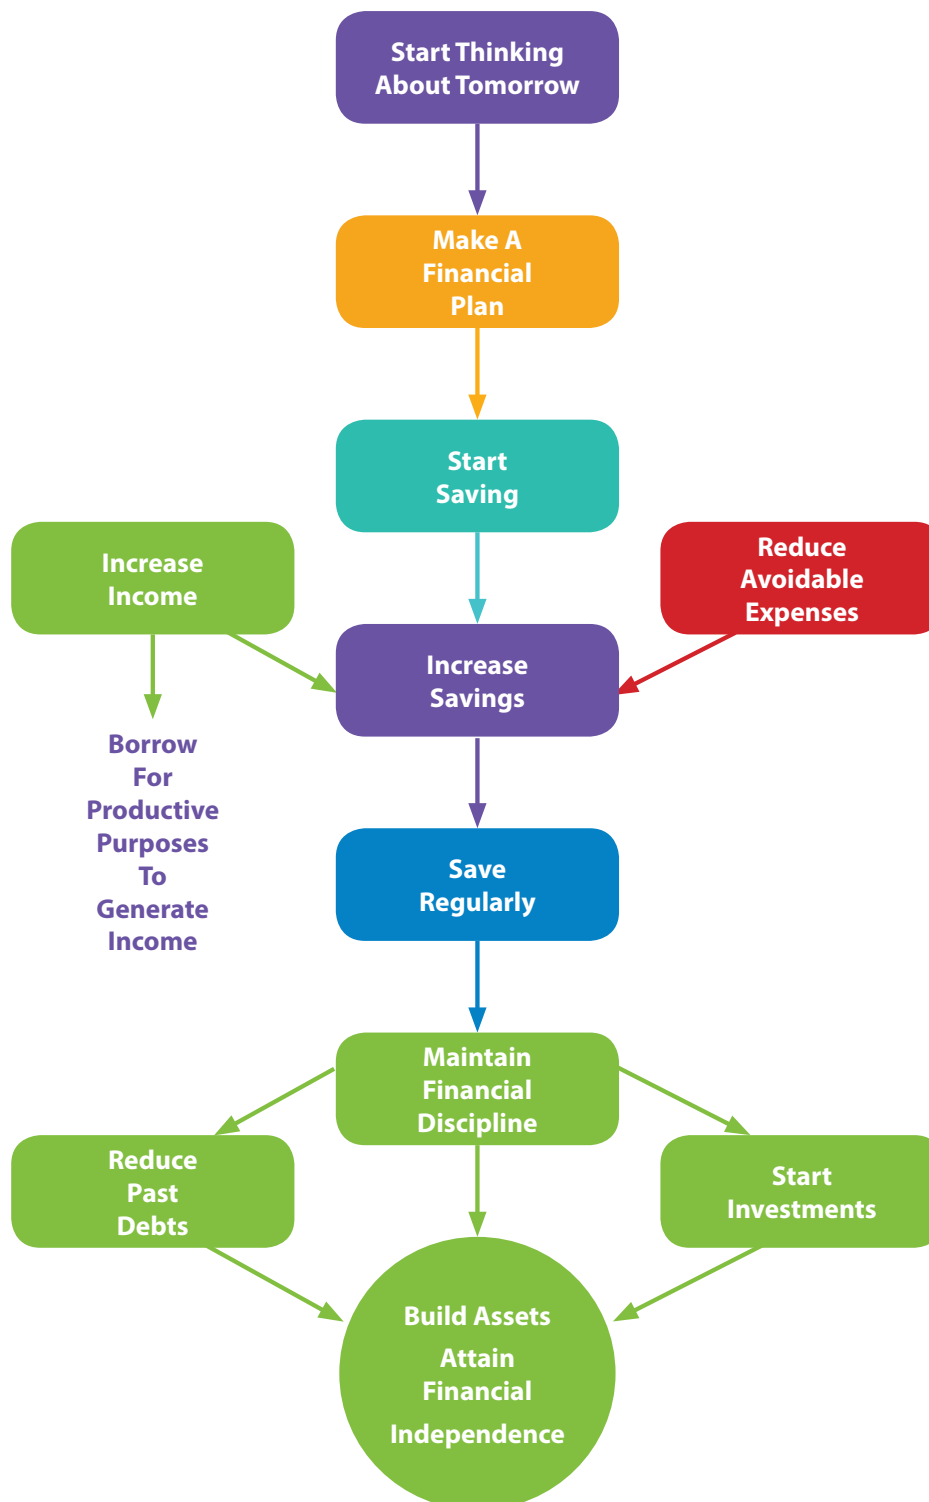 Start Thinking
About Tomorrow
Make A
Financial
Plan
Start
Saving
Increase
Income
Reduce
Avoidable
Expenses
Increase
Savings
Borrow
For
Productive
Purposes
To
Generate
Income
Save
Regularly
Maintain
Financial
Discipline
Reduce
Past
Debts
Start
Investments
Build Assets
Attain
Financial
Independence